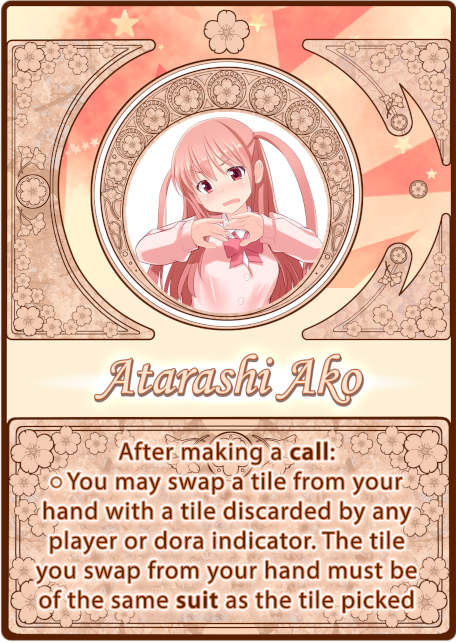 Atarashi Ako
After making a call:
○ You may swap a tile from your
hand with a tile discarded by any
player or dora indicator. The tile
you swap from your hand must be
of the same suit as the tile picked